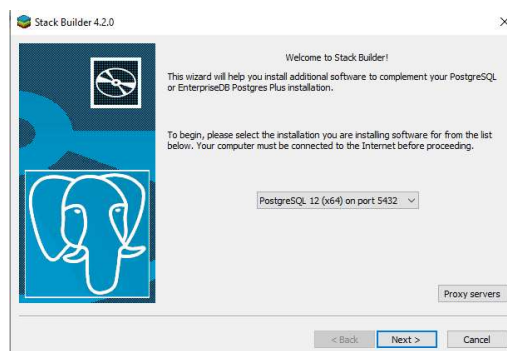 Stack Builder 4.2.0
Welcome to Stack Builder!
This wizard will help you install additional software to complement your PostgreSQL
or EnterpriseDB Postgres Plus installation.
To begin, please select the installation you are installing software for from the list
below. Your computer must be connected to the Internet before proceeding.
PostgreSQL 12 (x64) on port 5432
Proxy servers
< Back
Next >
Cancel